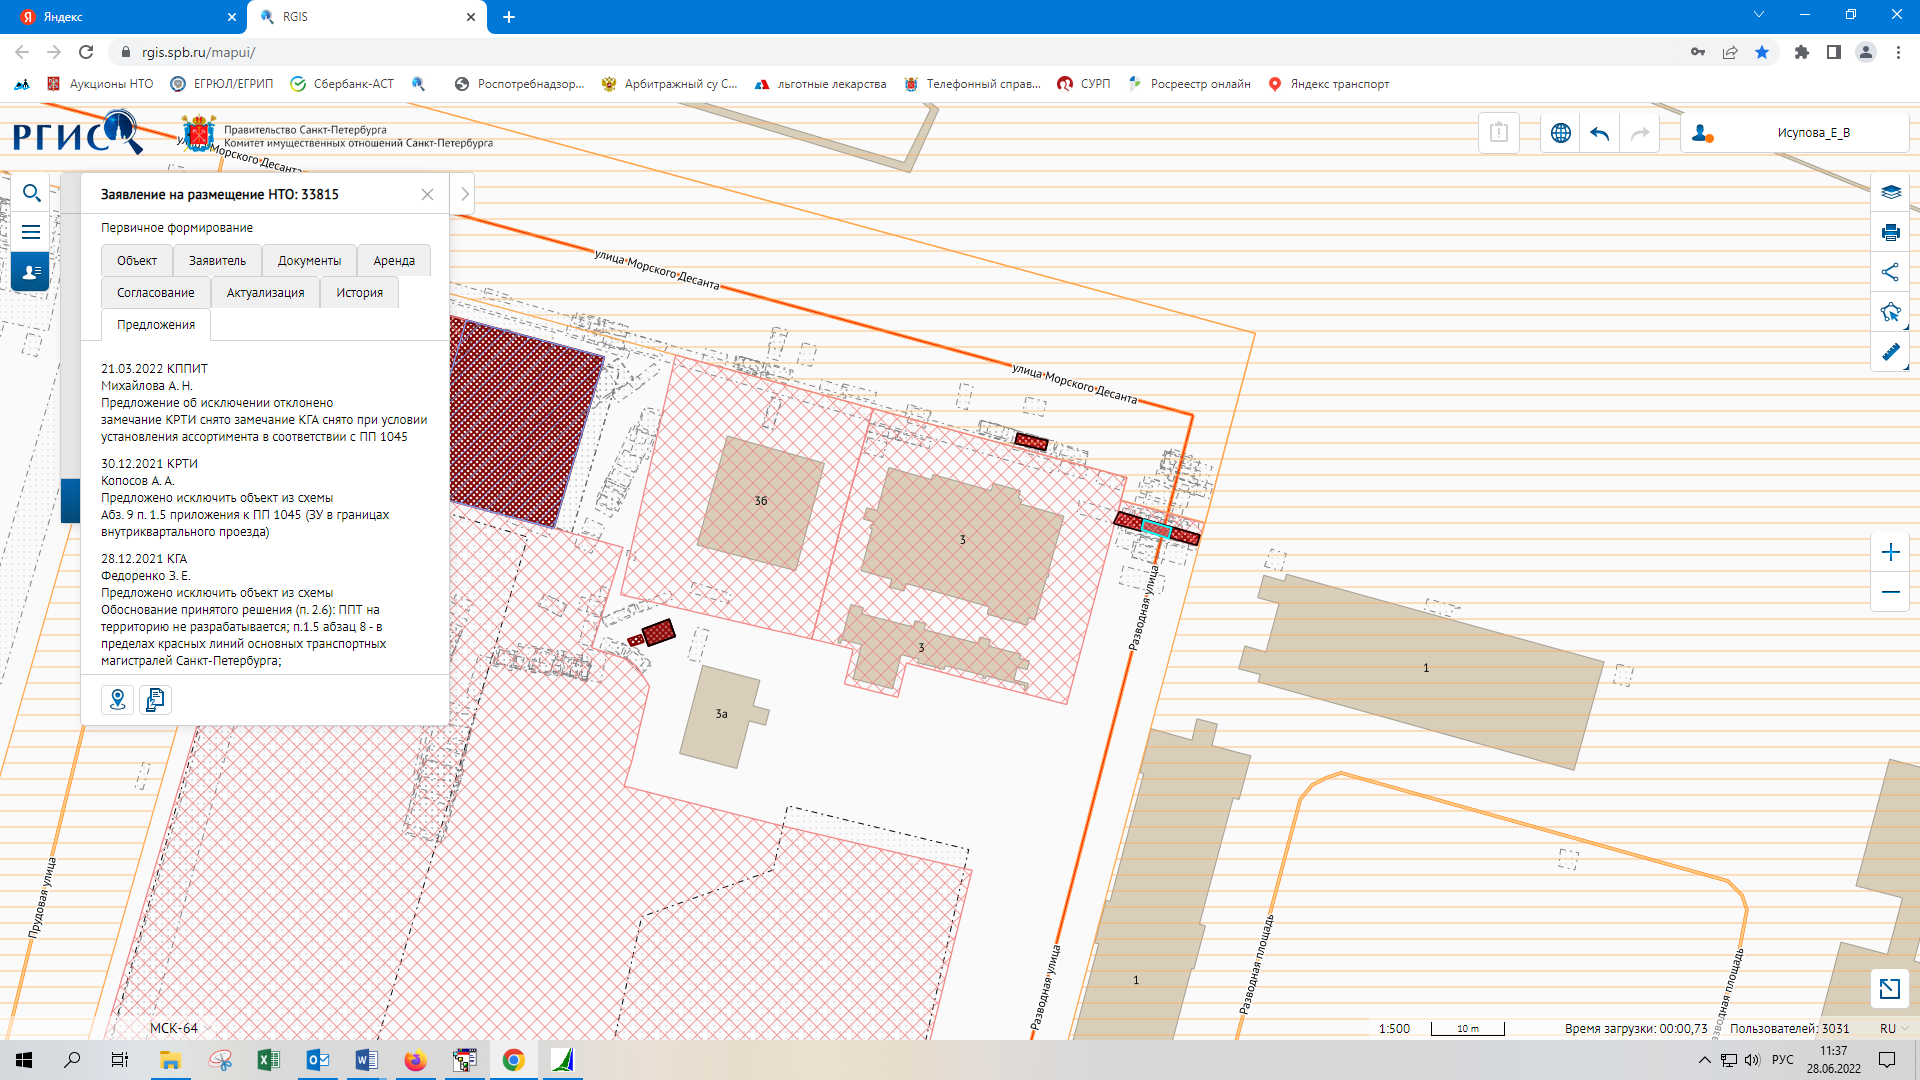 Яндекс
RGIS
rgis.spb.ru/mapui/
Аукционы НТО
ЕГРЮЛ/ЕГРИП
Сбербанк-АСТ
Роспотребнадзор...
Арбитражный су С...
льготные лекарства
Телефонный справ...
СУРП
Росреестр онлайн
Яндекс транспорт
РГИС
Правительство Санкт-Петербурга
Комитет имущественных отношений Санкт-Петербурга
Исупова_Е_В
Заявление на размещение НТО: 33815
Первичное формирование
Объект
Заявитель
Документы
Аренда
Согласование
Актуализация
История
Предложения
21.03.2022 КППИТ
Михайлова А. Н.
Предложение об исключении отклонено
замечание КРТИ снято замечание КГА снято при условии
установления ассортимента в соответствии с ПП 1045
30.12.2021 КРТИ
Копосов А. А.
Предложено исключить объект из схемы
Абз. 9 п. 1.5 приложения к ПП 1045 (ЗУ в границах
внутриквартального проезда)
28.12.2021 КГА
Федоренко З. Е.
Предложено исключить объект из схемы
Обоснование принятого решения (п. 2.6): ППТ на
территорию не разрабатывается; п.1.5 абзац 8 - в
пределах красных линий основных транспортных
магистралей Санкт-Петербурга;
улица Морского Десанта
улица Морского Десанта
улица Морского Десанта
3б
3
3
3а
1
1
Разводная улица
Разводная улица
Прудовая улица
Разводная площадь
зводная площадь
МСК-64
1:500
10 m
Время загрузки: 00:00,73
Пользователей: 3031
RU
РУС
11:37
28.06.2022